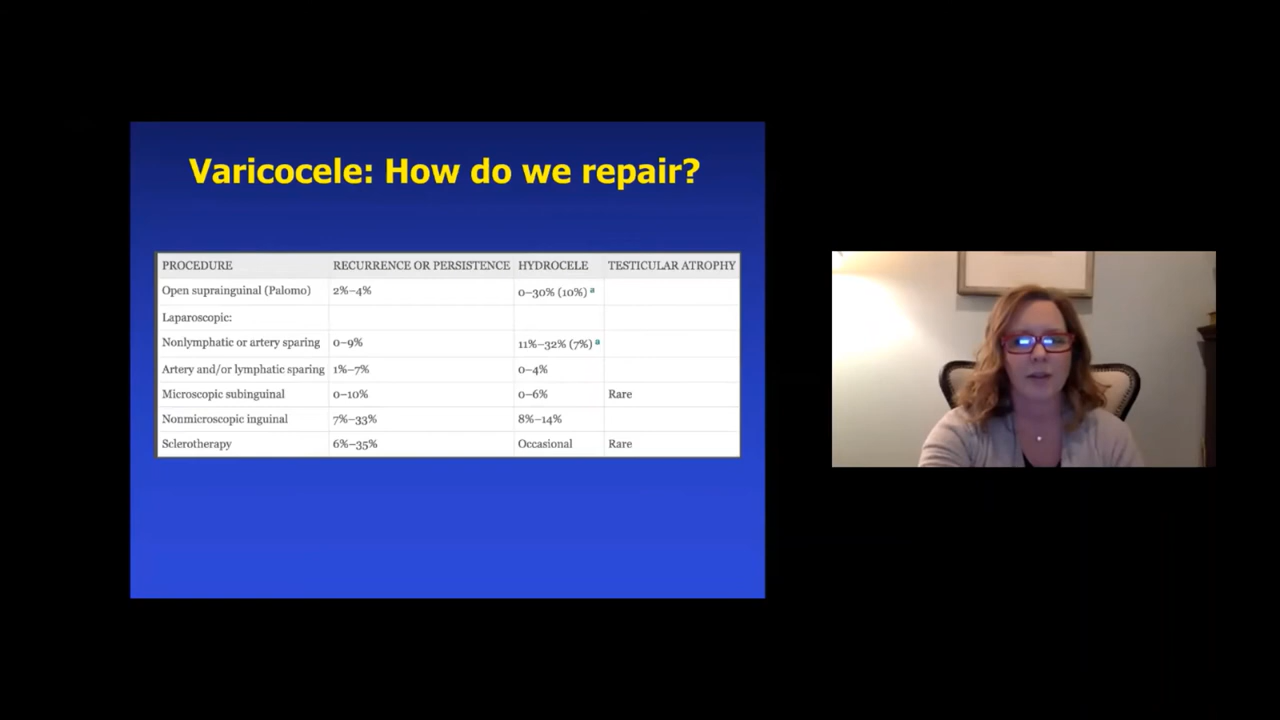 Varicocele: How do we repair?
PROCEDURE RECURRENCE OR PERSISTENCE HYDROCELE TESTICULAR ATROPHY
Open suprainguinal (Palomo) 2%–4% 0–30% (10%) a
Laparoscopic:
Nonlymphatic or artery sparing 0–9% 11%–32% (7%) a
Artery and/or lymphatic sparing 1%–7% 0–4%
Microscopic subinguinal 0–10% 0–6% Rare
Nonmicroscopic inguinal 7%–33% 8%–14%
Sclerotherapy 6%–35% Occasional Rare